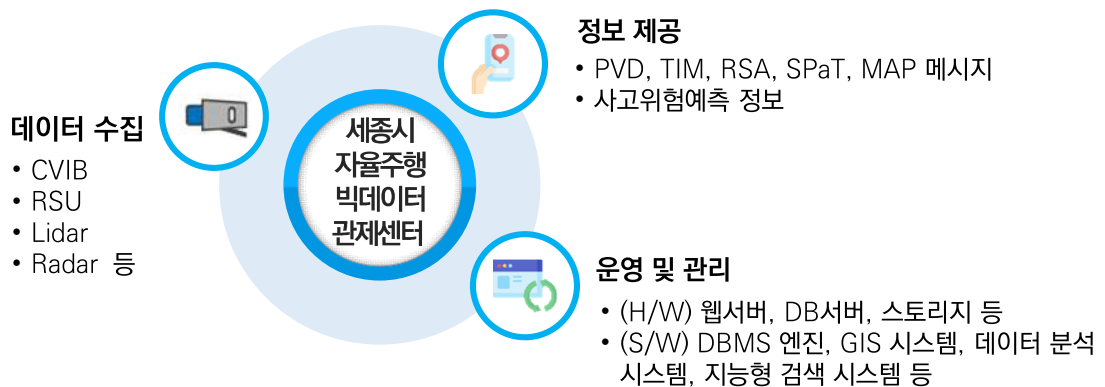 정보 제공
• PVD, TIM, RSA, SPaT, MAP 메시지
• 사고위험예측 정보
데이터 수집
• CVIB
• RSU
• Lidar
• Radar 등
세종시
자율주행
빅데이터
관제센터
운영 및 관리
• (H/W) 웹서버, DB서버, 스토리지 등
• (S/W) DBMS 엔진, GIS 시스템, 데이터 분석
시스템, 지능형 검색 시스템 등